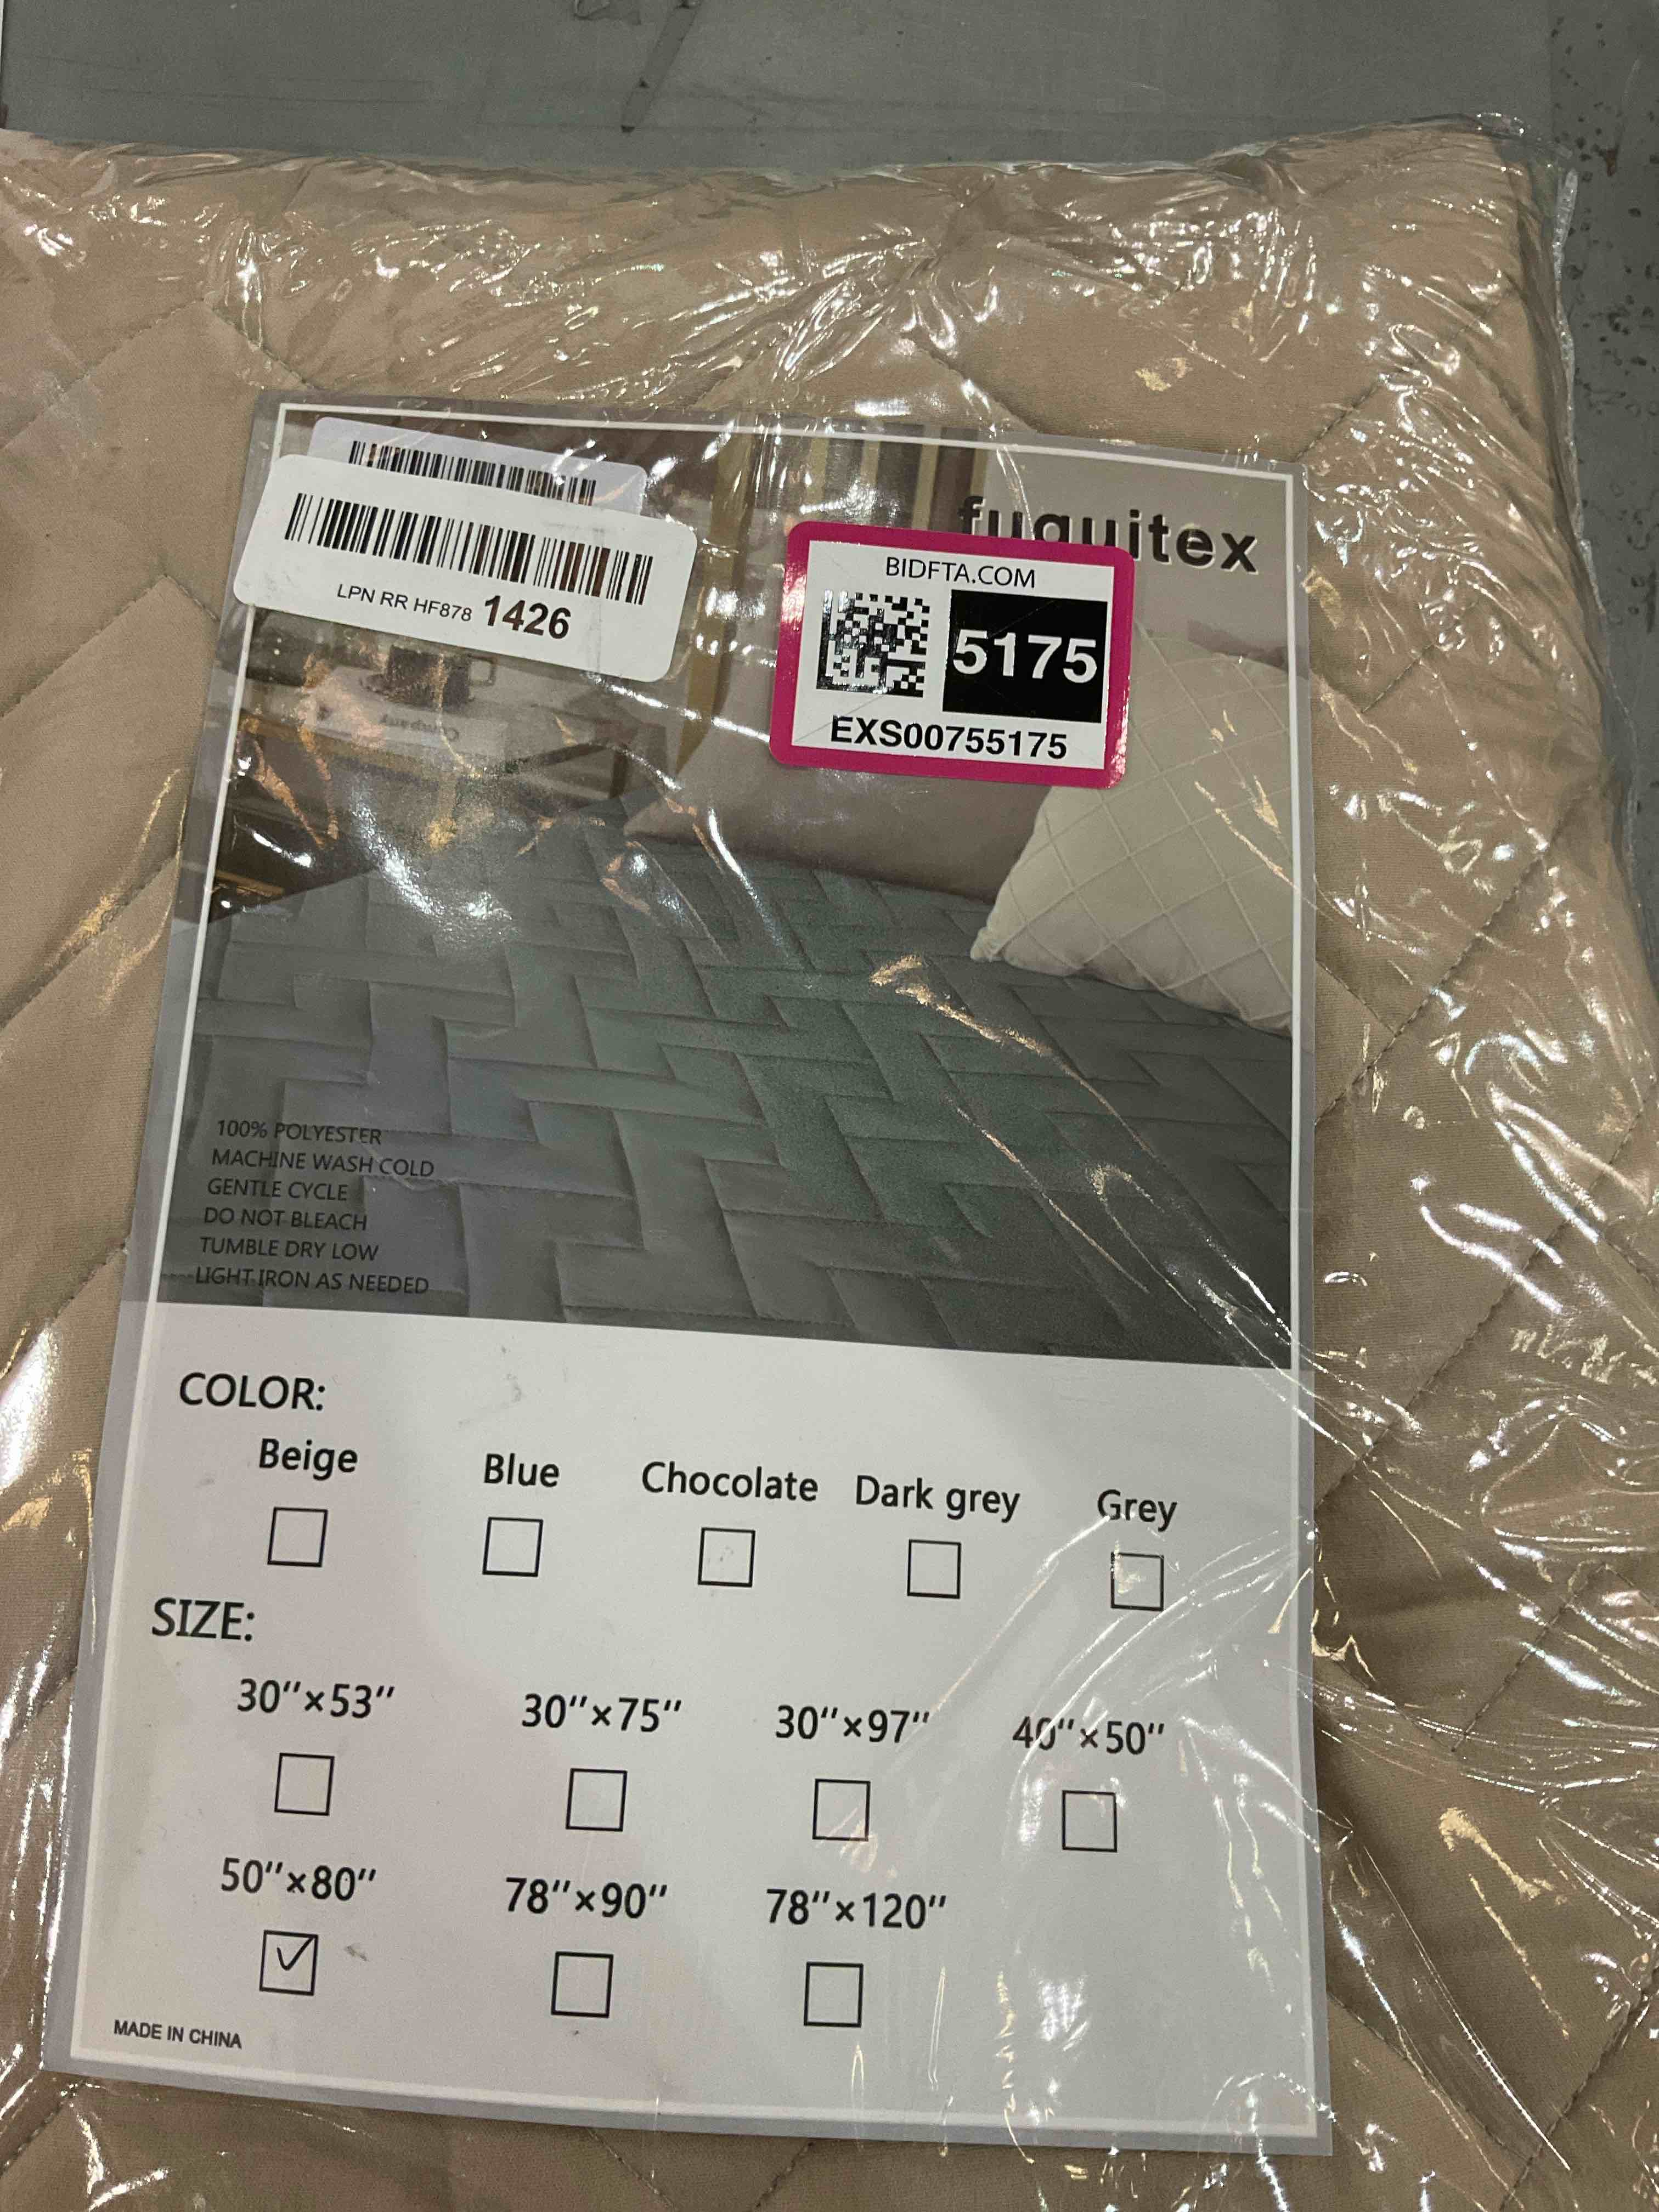 fuguitex
LPN RR HF878 1426
BIDFTA.COM
5175
EXS00755175
100% POLYESTER
MACHINE WASH COLD
GENTLE CYCLE
DO NOT BLEACH
TUMBLE DRY LOW
LIGHT IRON AS NEEDED
COLOR:
Beige Blue Chocolate Dark grey Grey
SIZE:
30"×53" 30"×75" 30"×97" 40"×50"
50"×80" 78"×90" 78"×120"
MADE IN CHINA